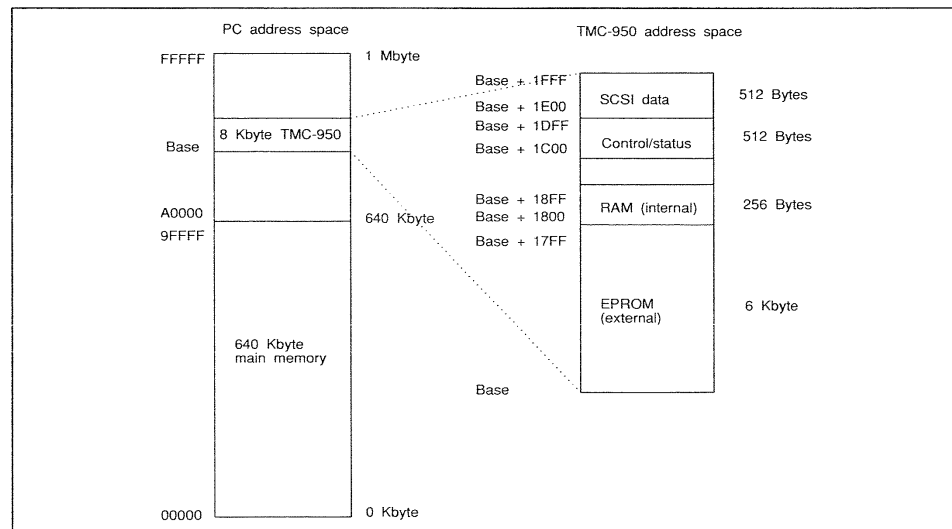 PC address space
TMC-950 address space
FFFFF
1 Mbyte
8 Kbyte TMC-950
Base
A0000
640 Kbyte
9FFFF
640 Kbyte
main memory
00000
0 Kbyte
Base + 1FFF
SCSI data
512 Bytes
Base + 1E00
Base + 1DFF
Control/status
512 Bytes
Base + 1C00
Base + 18FF
RAM (internal)
256 Bytes
Base + 1800
Base + 17FF
EPROM
(external)
6 Kbyte
Base